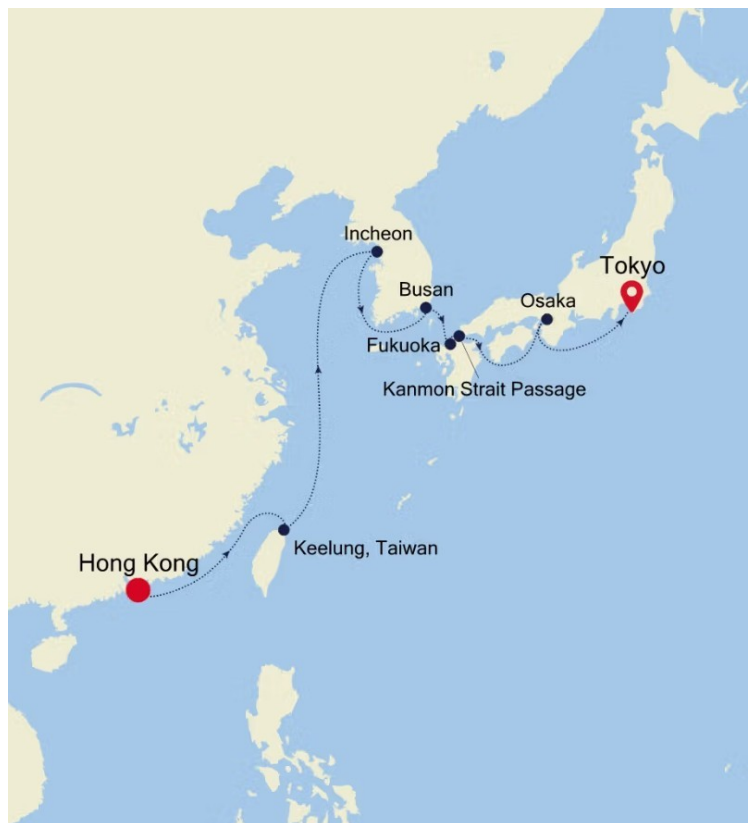 Incheon
Tokyo
Busan
Osaka
Fukuoka
Kanmon Strait Passage
Keelung, Taiwan
Hong Kong